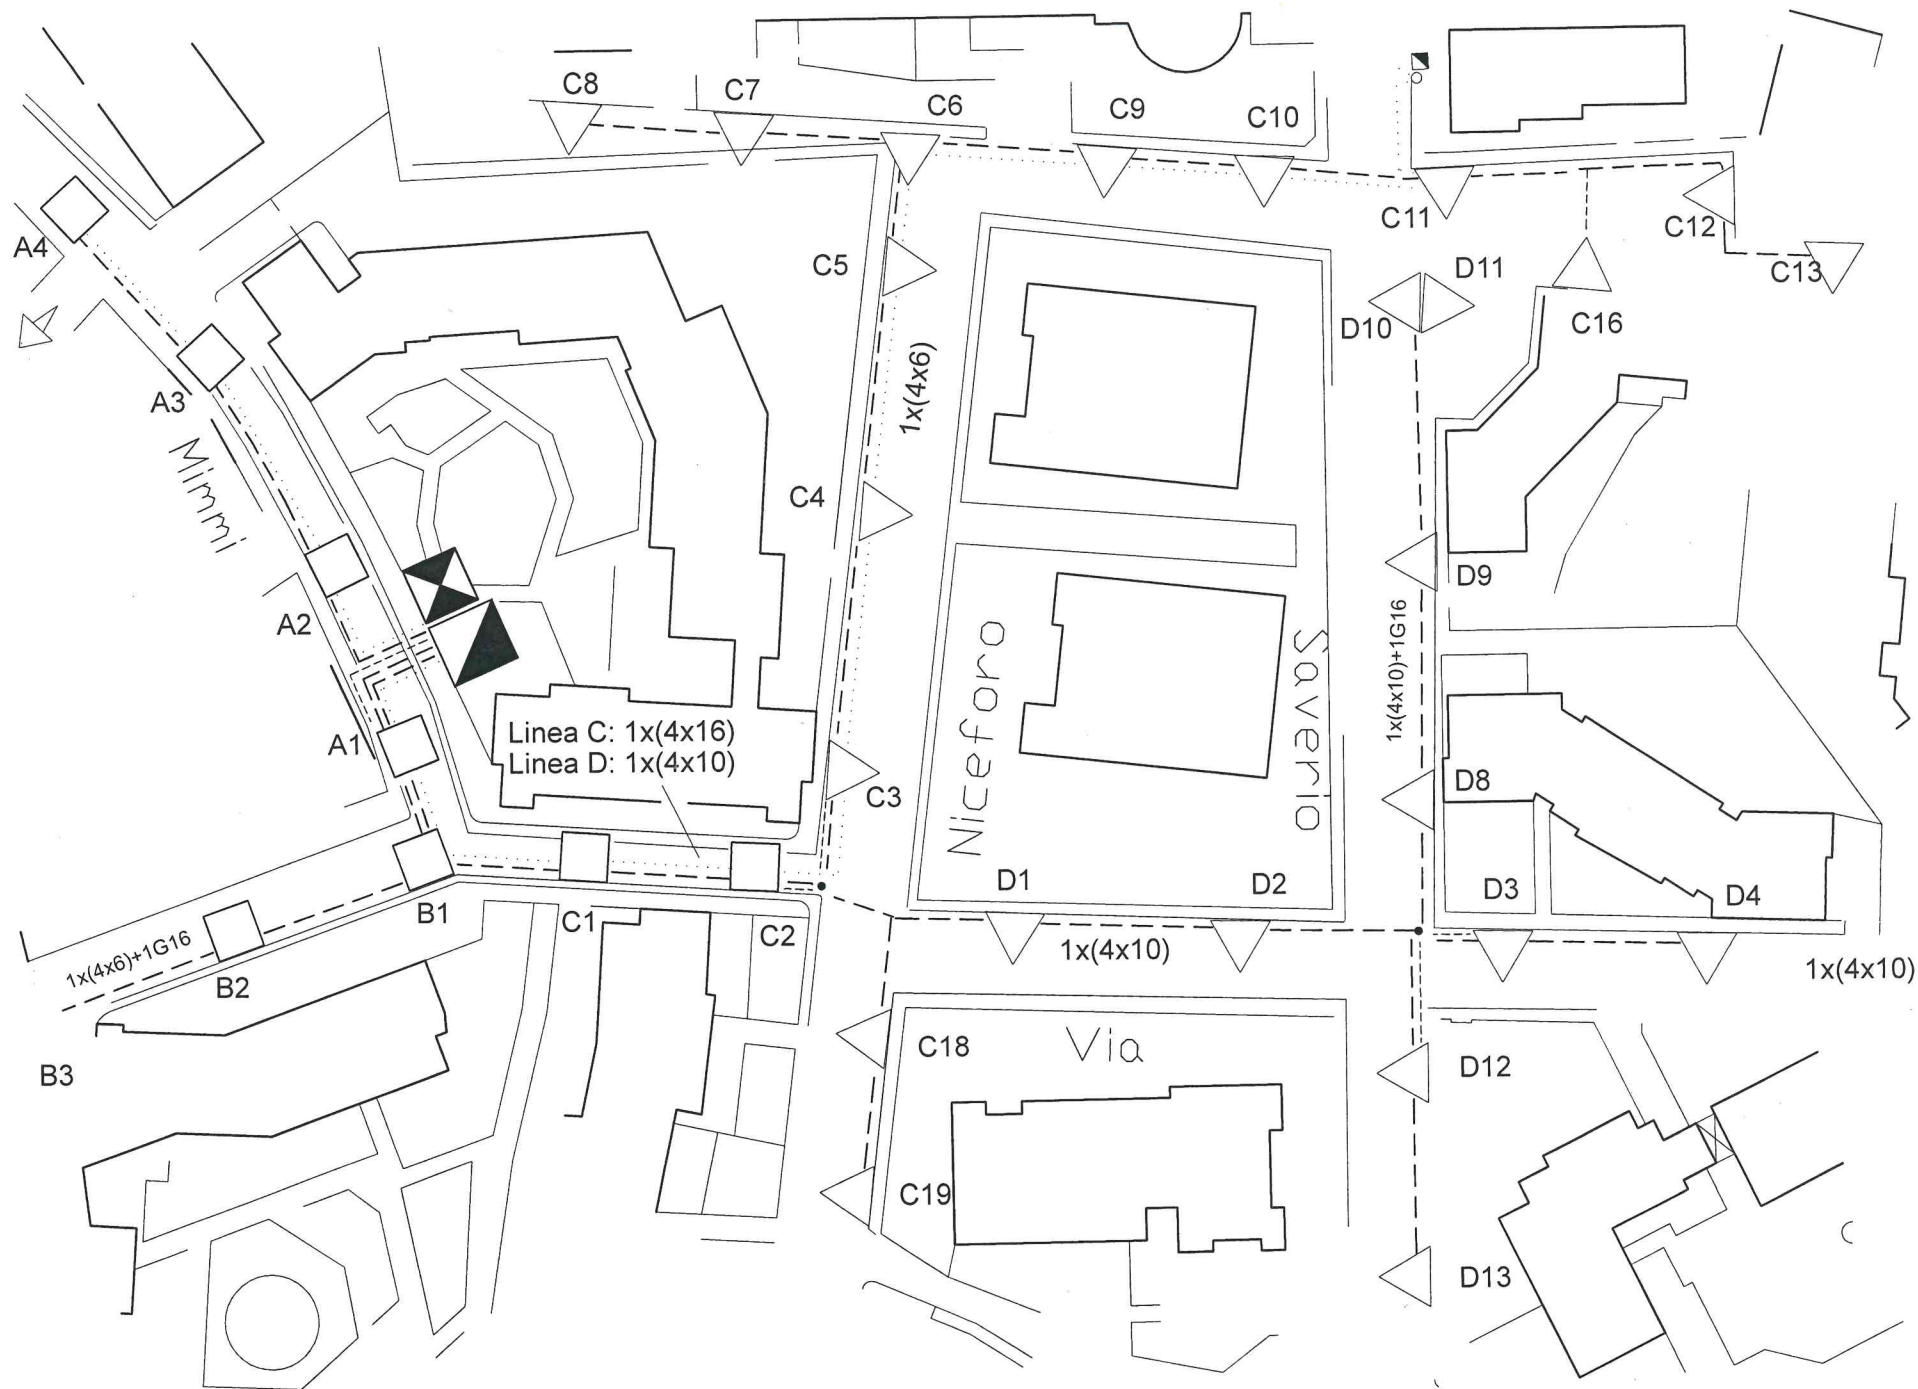 C8
C7
C6
C9
C10
C11
C12
C13
A4
C5
D11
D10
C16
A3
1x(4x6)
Mimmi
C4
D9
A2
1x(4x10)+1G16
Niceforo
Saverio
A1
Linea C: 1x(4x16)
Linea D: 1x(4x10)
C3
D8
D1
D2
D3
D4
B1
C1
C2
1x(4x10)
1x(4x10)
1x(4x6)+1G16
B2
C18
Via
D12
B3
C19
D13